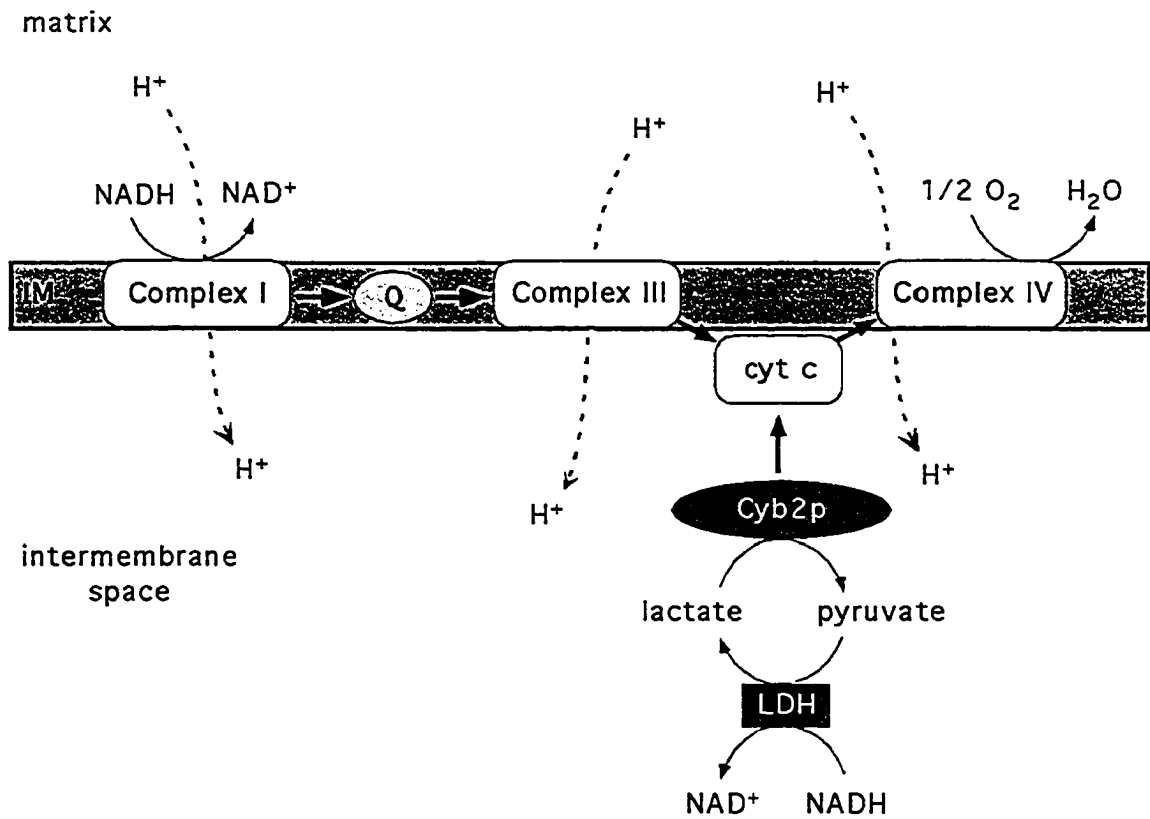 matrix
H+
H+
H+
NADH NAD+
1/2 O2 H2O
IM Complex I Q Complex III Complex IV
cyt c
H+
H+
H+
Cyb2p
intermembrane
space
lactate pyruvate
LDH
NAD+ NADH